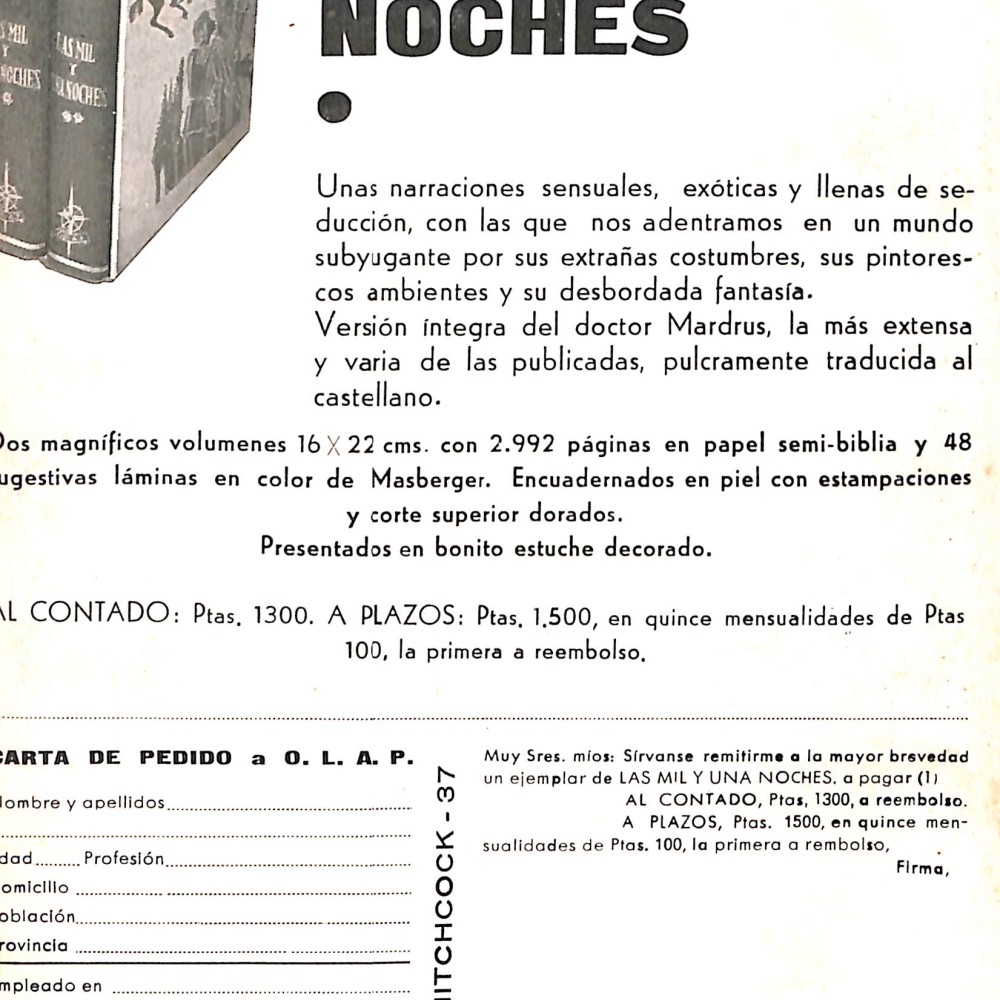 NOCHES
LAS MIL
Y
UNA NOCHES
**
Unas narraciones sensuales, exóticas y llenas de se-
ducción, con las que nos adentramos en un mundo
subyugante por sus extrañas costumbres, sus pintores-
cos ambientes y su desbordada fantasía.
Versión íntegra del doctor Mardrus, la más extensa
y varia de las publicadas, pulcramente traducida al
castellano.
Dos magníficos volumenes 16 X 22 cms. con 2.992 páginas en papel semi-biblia y 48
ugestivas láminas en color de Masberger. Encuadernados en piel con estampaciones
y corte superior dorados.
Presentados en bonito estuche decorado.
AL CONTADO: Ptas. 1300. A PLAZOS: Ptas. 1.500, en quince mensualidades de Ptas
100, la primera a reembolso.
CARTA DE PEDIDO a O. L. A. P.
Nombre y apellidos
dad Profesión
omicilio
oblación
rovincia
mpleado en
HITCHCOCK - 37
Muy Sres. míos: Sírvanse remitirme a la mayor brevedad
un ejemplar de LAS MIL Y UNA NOCHES, a pagar (1)
AL CONTADO, Ptas, 1300, a reembolso.
A PLAZOS, Ptas. 1500, en quince men-
sualidades de Ptas. 100, la primera a rembolso,
Firma,